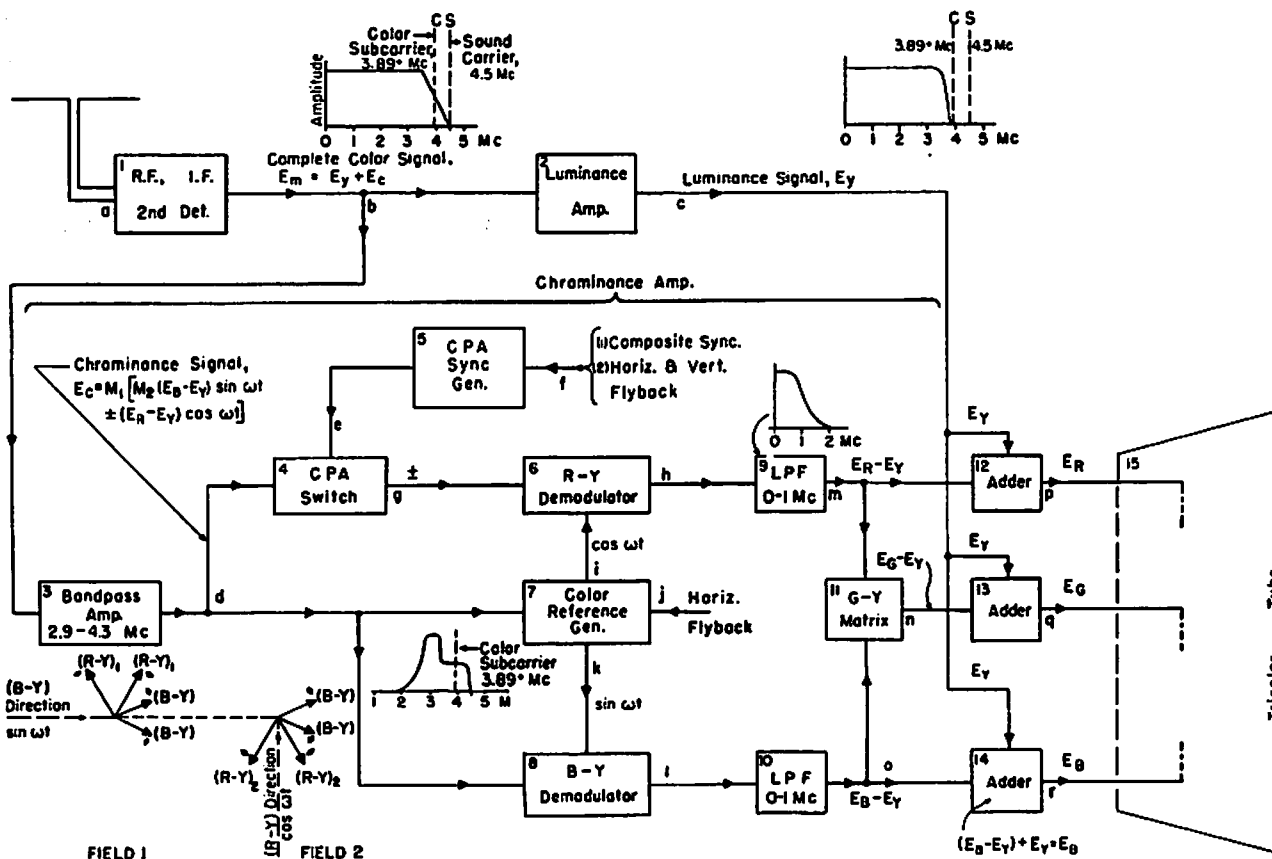 C S
Color
Subcarrier,
3.89+ Mc
Sound
Carrier,
4.5 Mc
Amplitude
0 1 2 3 4 5 Mc
C S
3.89+ Mc
4.5 Mc
0 1 2 3 4 5 Mc
1
R.F., I.F.
2nd Det.
a
Complete Color Signal.
Em = EY + EC
b
2
Luminance
Amp.
c
Luminance Signal, EY
Chrominance Amp.
Chrominance Signal,
EC = M1 [M2 (EB-EY) sin ωt
± (ER-EY) cos ωt]
5
CPA
Sync
Gen.
f
(1) Composite Sync.
(2) Horiz. & Vert.
Flyback
e
4
CPA
Switch
±
g
6
R-Y
Demodulator
h
0 1 2 Mc
9
LPF
0-1 Mc
m
ER-EY
EY
12
Adder
ER
p
15
cos ωt
i
3
Bandpass
Amp.
2.9-4.3 Mc
d
7
Color
Reference
Gen.
j
Horiz.
Flyback
11
G-Y
Matrix
EG-EY
n
EY
13
Adder
EG
q
k
sin ωt
Color
Subcarrier
3.89+ Mc
1 2 3 4 5 M
(B-Y)
Direction
sin ωt
(R-Y)1
(R-Y)1
(B-Y)
(B-Y)
(B-Y)
(B-Y)
(R-Y)2
(R-Y)2
(R-Y) Direction
cos ωt
8
B-Y
Demodulator
l
10
LPF
0-1 Mc
EB-EY
o
EY
14
Adder
EB
r
(EB-EY)+EY=EB
FIELD 1
FIELD 2